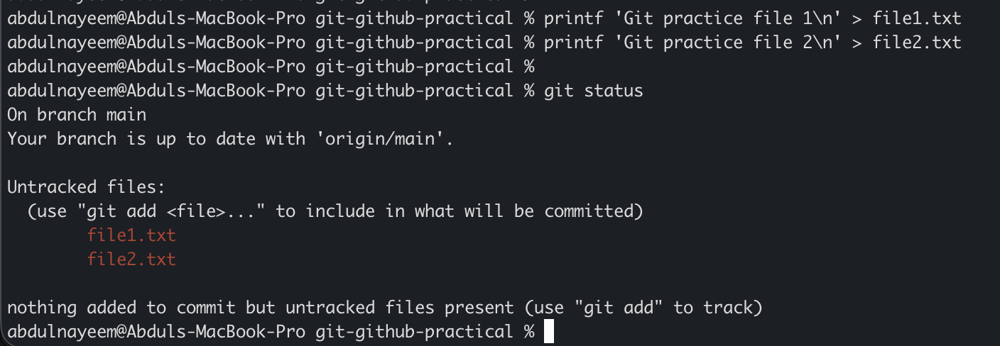 abdulnayeem@Abduls-MacBook-Pro git-github-practical % printf 'Git practice file 1\n' > file1.txt
abdulnayeem@Abduls-MacBook-Pro git-github-practical % printf 'Git practice file 2\n' > file2.txt
abdulnayeem@Abduls-MacBook-Pro git-github-practical %
abdulnayeem@Abduls-MacBook-Pro git-github-practical % git status
On branch main
Your branch is up to date with 'origin/main'.

Untracked files:
  (use "git add <file>..." to include in what will be committed)
        file1.txt
        file2.txt

nothing added to commit but untracked files present (use "git add" to track)
abdulnayeem@Abduls-MacBook-Pro git-github-practical %